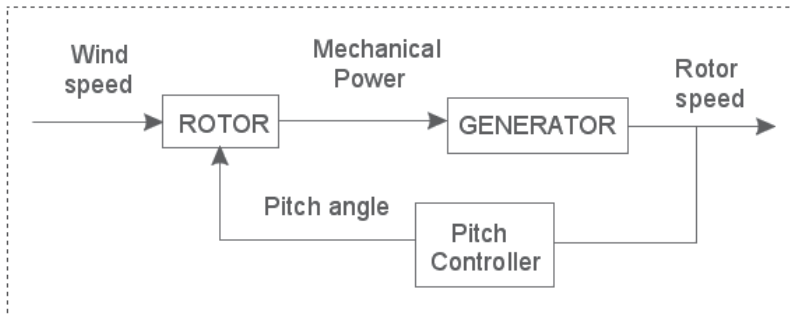 Wind
speed
Mechanical
Power
Rotor
speed
ROTOR
GENERATOR
Pitch angle
Pitch
Controller